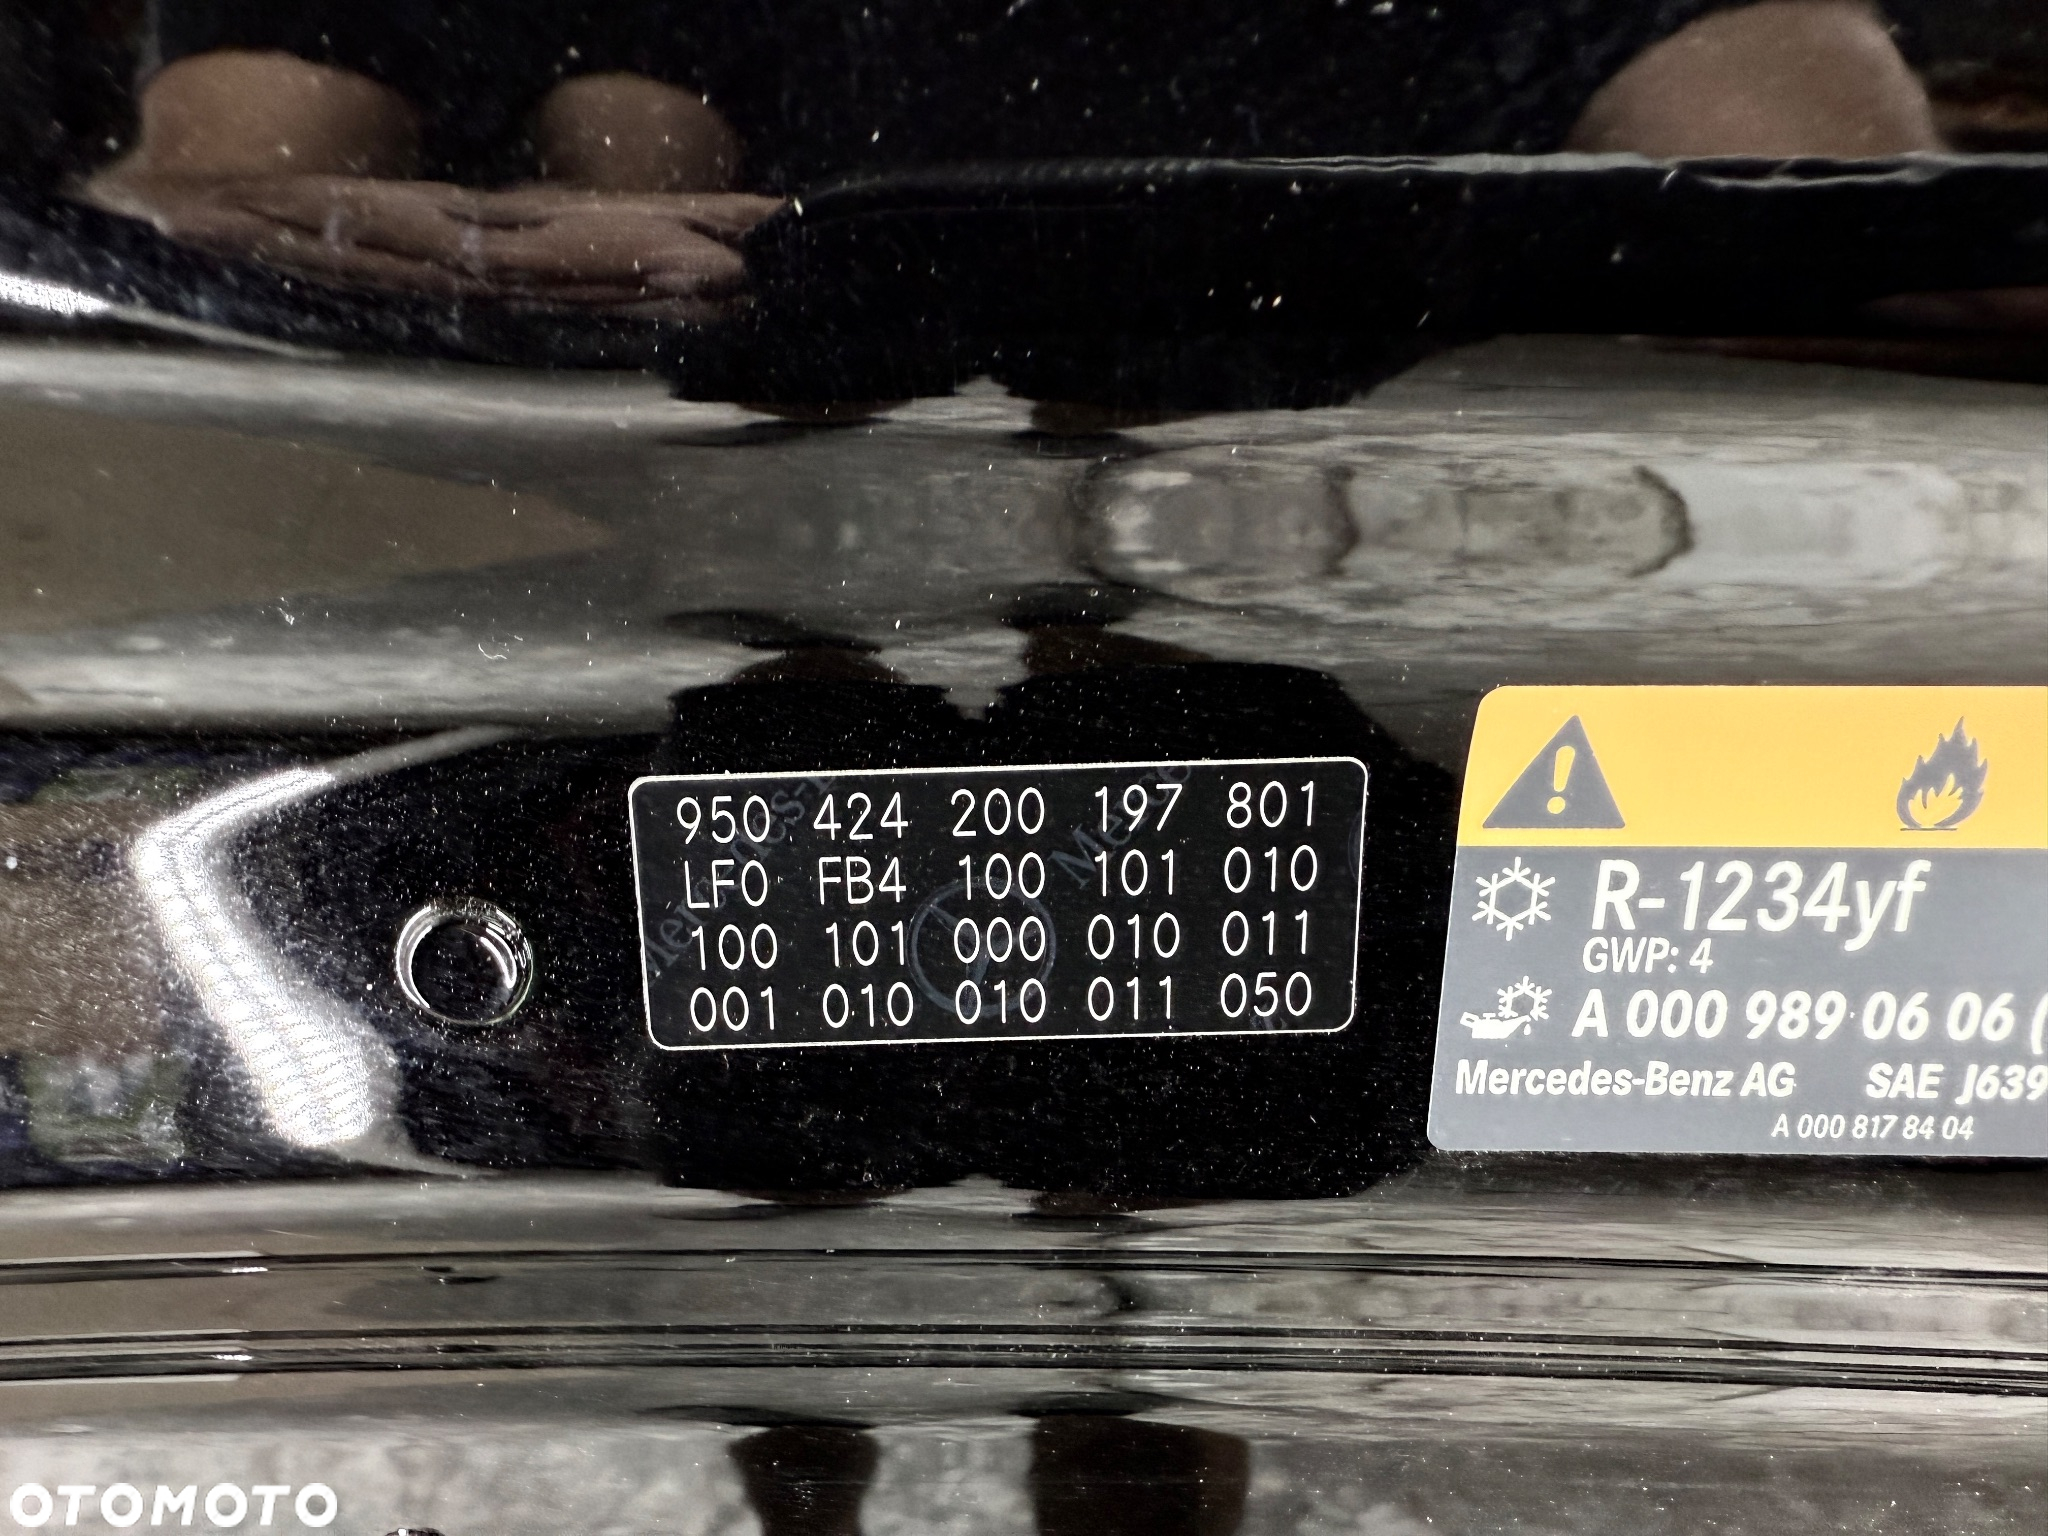 950 424 200 197 801
LF0 FB4 100 101 010
100 101 000 010 011
001 010 010 011 050
R-1234yf
GWP: 4
A 000 989 06 06 (
Mercedes-Benz AG SAE J639
A 000 817 84 04
OTOMOTO